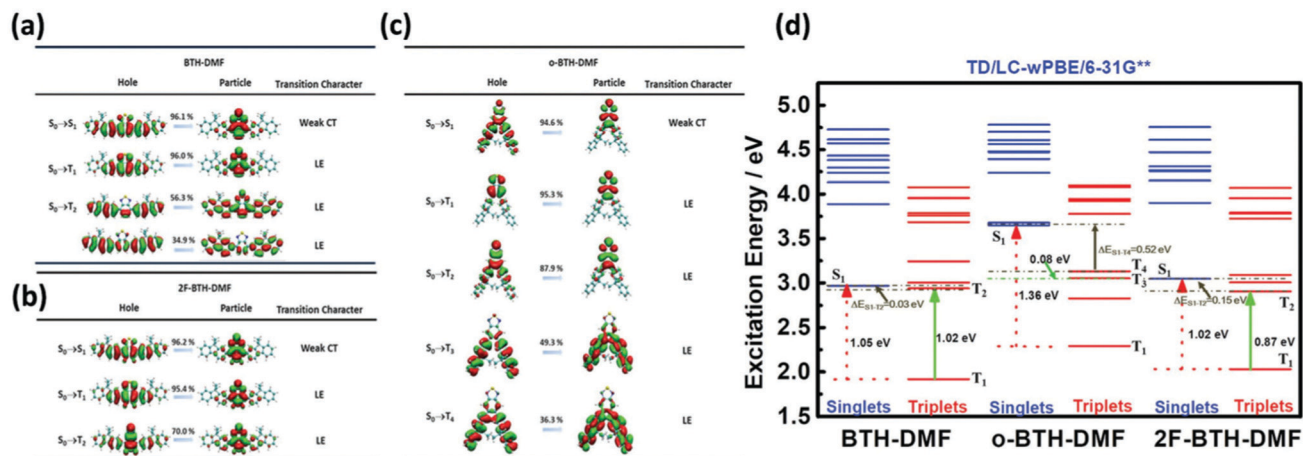 (a)
BTH-DMF
Hole Particle Transition Character
S0→S1 96.1 % Weak CT
S0→T1 96.0 % LE
S0→T2 56.3 % LE
34.9 % LE
(b)
2F-BTH-DMF
Hole Particle Transition Character
S0→S1 96.2 % Weak CT
S0→T1 95.4 % LE
S0→T2 70.0 % LE
(c)
o-BTH-DMF
Hole Particle Transition Character
S0→S1 94.6 % Weak CT
S0→T1 95.3 % LE
S0→T2 87.9 % LE
S0→T3 49.3 % LE
S0→T4 36.3 % LE
(d)
TD/LC-wPBE/6-31G**
Excitation Energy / eV
5.0
4.5
4.0
3.5
3.0
2.5
2.0
1.5
S1
T2
ΔES1-T2=0.03 eV
1.05 eV
1.02 eV
T1
S1
ΔES1-T4=0.52 eV
0.08 eV
T4
T3
1.36 eV
T1
S1
ΔES1-T2=0.15 eV
T2
1.02 eV
0.87 eV
T1
Singlets Triplets Singlets Triplets Singlets Triplets
BTH-DMF o-BTH-DMF 2F-BTH-DMF